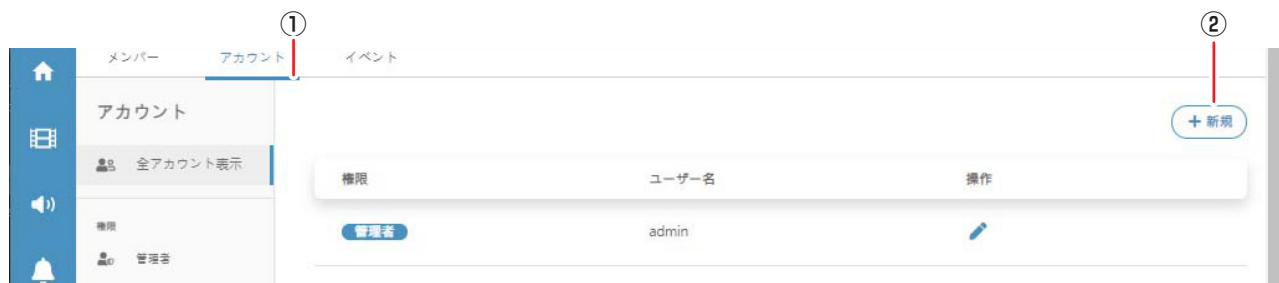 ① ②
メンバー アカウント イベント
アカウント
+ 新規
全アカウント表示
権限 ユーザー名 操作
権限
管理者 admin
管理者